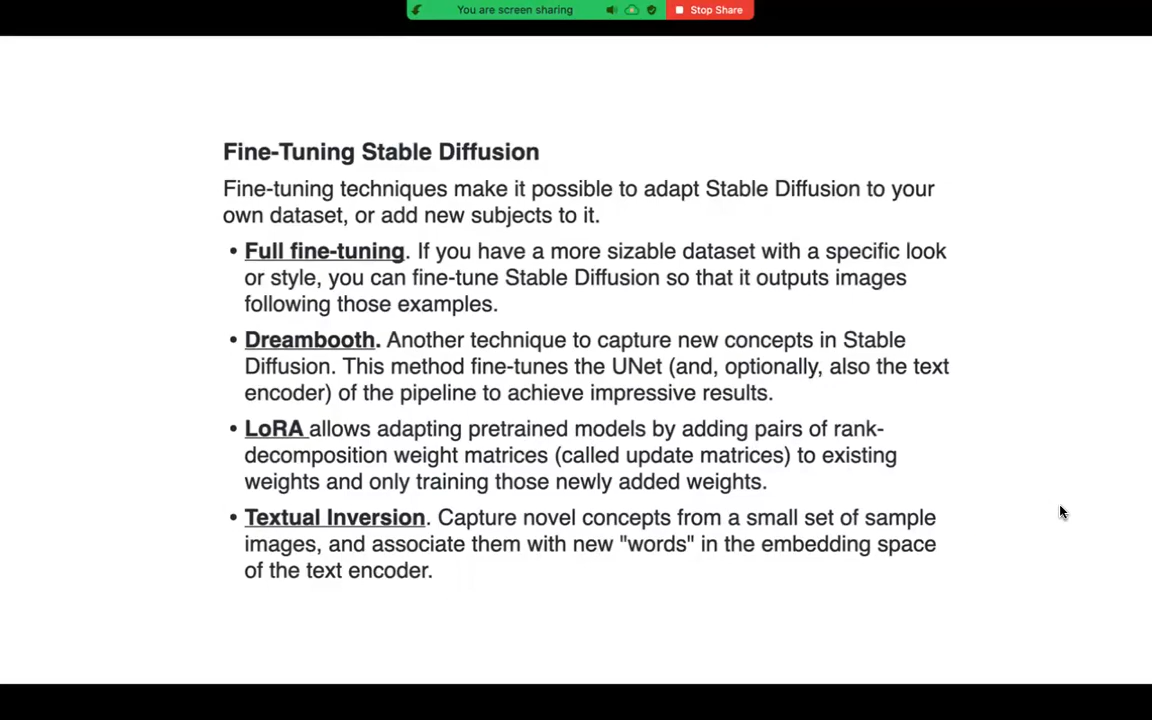 You are screen sharing
Stop Share
Fine-Tuning Stable Diffusion
Fine-tuning techniques make it possible to adapt Stable Diffusion to your
own dataset, or add new subjects to it.
• Full fine-tuning. If you have a more sizable dataset with a specific look
or style, you can fine-tune Stable Diffusion so that it outputs images
following those examples.
• Dreambooth. Another technique to capture new concepts in Stable
Diffusion. This method fine-tunes the UNet (and, optionally, also the text
encoder) of the pipeline to achieve impressive results.
• LoRA allows adapting pretrained models by adding pairs of rank-
decomposition weight matrices (called update matrices) to existing
weights and only training those newly added weights.
• Textual Inversion. Capture novel concepts from a small set of sample
images, and associate them with new "words" in the embedding space
of the text encoder.